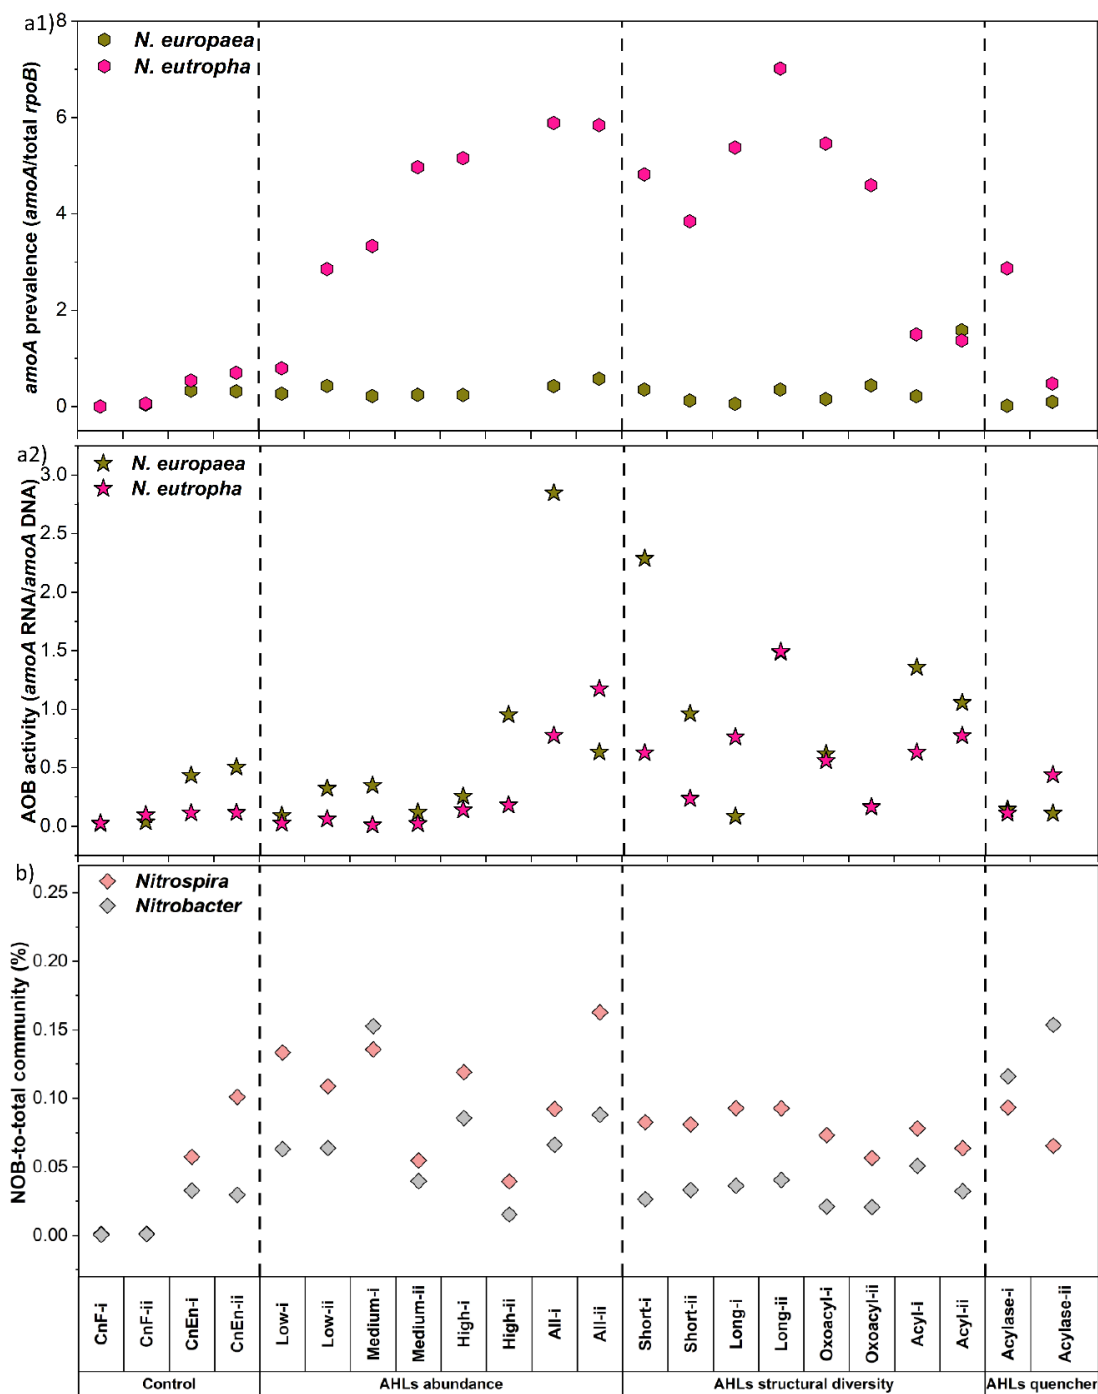 a1)
8
6
4
2
0
N. europaea
N. eutropha
amoA prevalence (amoA/total rpoB)
a2)
3.0
2.5
2.0
1.5
1.0
0.5
0.0
N. europaea
N. eutropha
AOB activity (amoA RNA/amoA DNA)
b)
0.25
0.20
0.15
0.10
0.05
0.00
Nitrospira
Nitrobacter
NOB-to-total community (%)
CnF-i
CnF-ii
CnEn-i
CnEn-ii
Low-i
Low-ii
Medium-i
Medium-ii
High-i
High-ii
All-i
All-ii
Short-i
Short-ii
Long-i
Long-ii
Oxoacyl-i
Oxoacyl-ii
Acyl-i
Acyl-ii
Acylase-i
Acylase-ii
Control
AHLs abundance
AHLs structural diversity
AHLs quencher